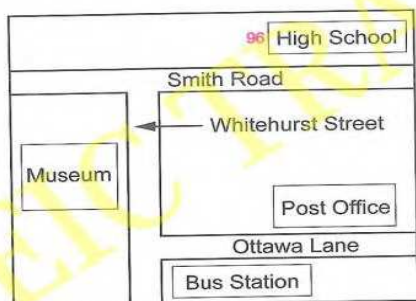 96 High School
Smith Road
Whitehurst Street
Museum
Post Office
Ottawa Lane
Bus Station